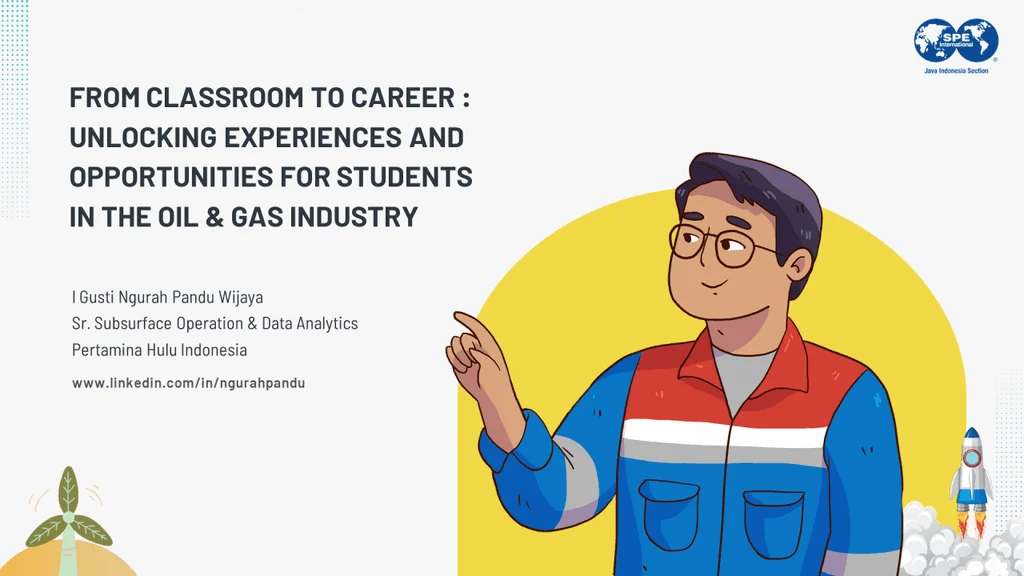 SPE
International
Java Indonesia Section
FROM CLASSROOM TO CAREER :
UNLOCKING EXPERIENCES AND
OPPORTUNITIES FOR STUDENTS
IN THE OIL & GAS INDUSTRY
I Gusti Ngurah Pandu Wijaya
Sr. Subsurface Operation & Data Analytics
Pertamina Hulu Indonesia
www.linkedin.com/in/ngurahpandu